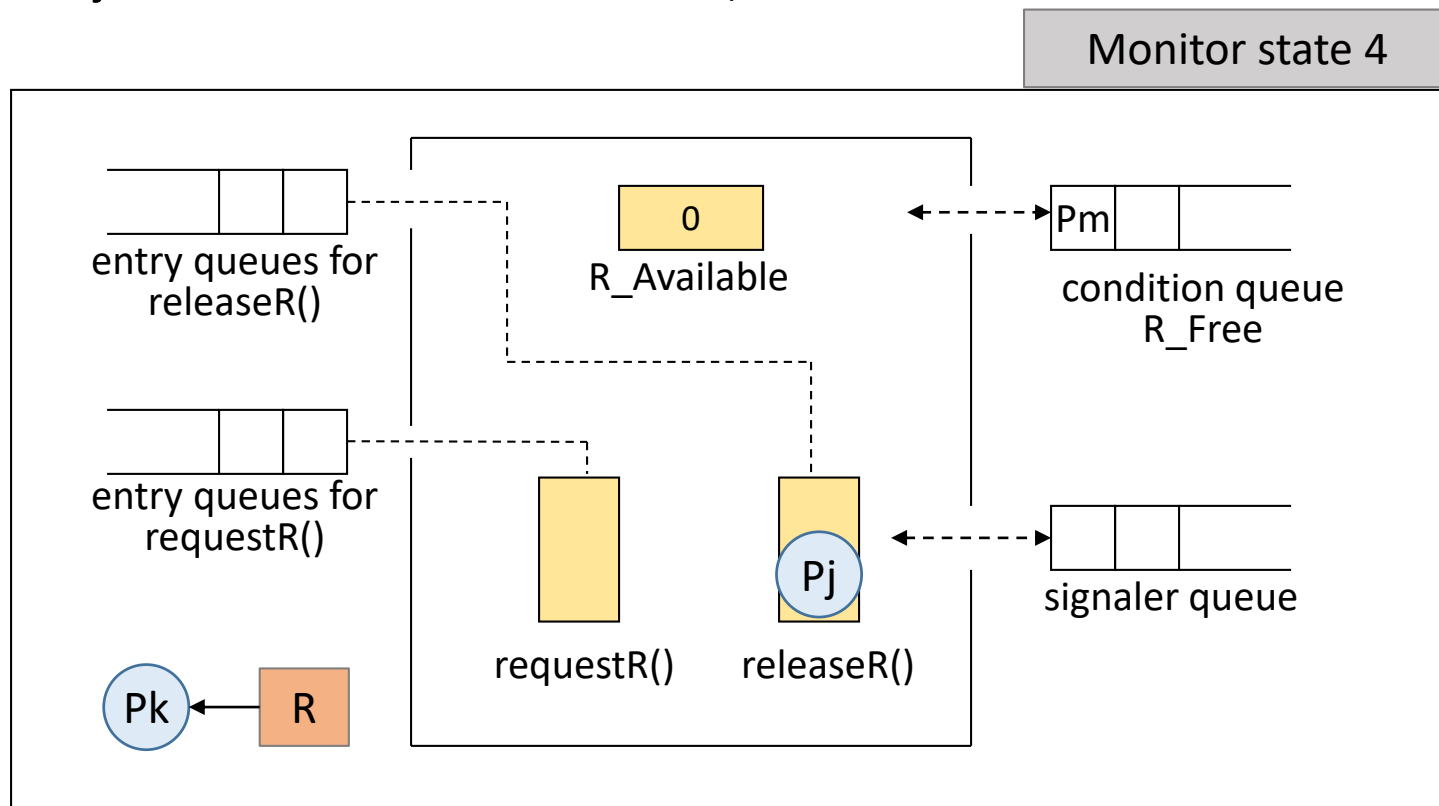 Monitor state 4
entry queues for
releaseR()
0
R_Available
Pm
condition queue
R_Free
entry queues for
requestR()
Pj
signaler queue
requestR()
releaseR()
Pk
R